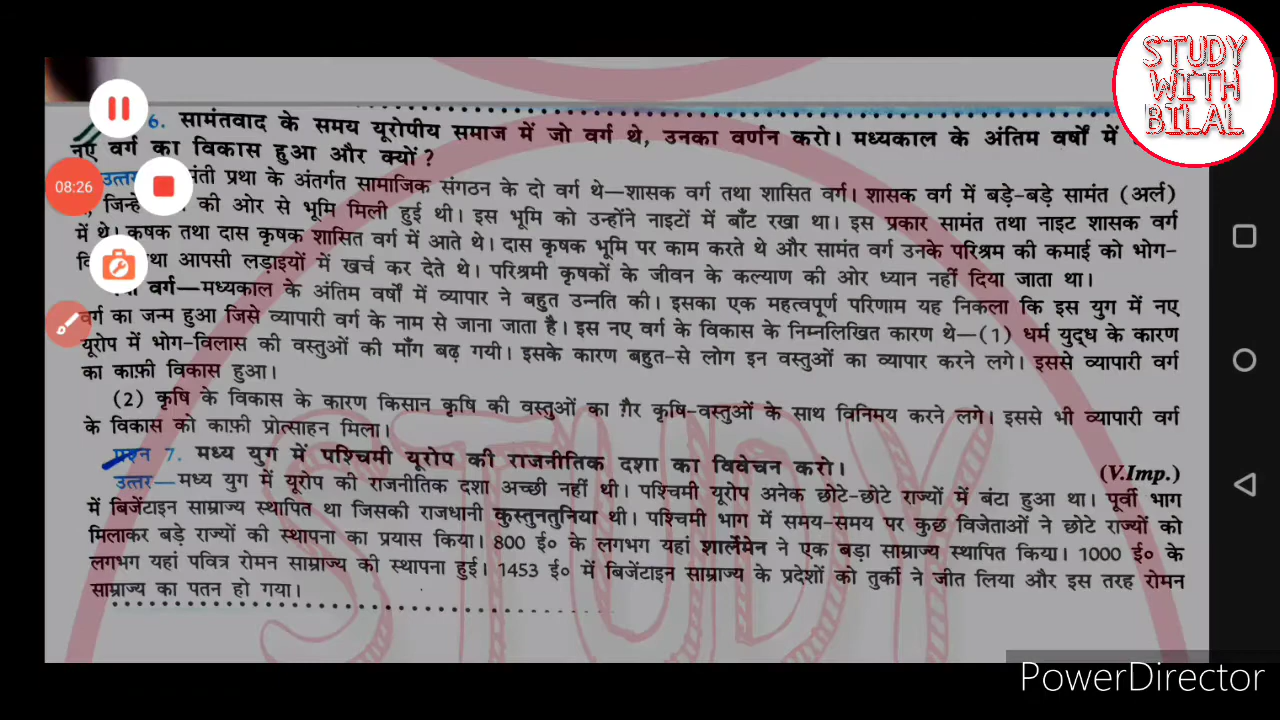 STUDY
WITH
BILAL
6. सामंतवाद के समय यूरोपीय समाज में जो वर्ग थे, उनका वर्णन करो। मध्यकाल के अंतिम वर्षों में
नए वर्ग का विकास हुआ और क्यों?
उत्तर ंती प्रथा के अंतर्गत सामाजिक संगठन के दो वर्ग थे—शासक वर्ग तथा शासित वर्ग। शासक वर्ग में बड़े-बड़े सामंत (अर्ल)
08:26
की ओर से भूमि मिली हुई थी। इस भूमि को उन्होंने नाइटों में बाँट रखा था। इस प्रकार सामंत तथा नाइट शासक वर्ग
में थे। कृषक तथा दास कृषक शासित वर्ग में आते थे। दास कृषक भूमि पर काम करते थे और सामंत वर्ग उनके परिश्रम की कमाई को भोग-
था आपसी लड़ाइयों में खर्च कर देते थे। परिश्रमी कृषकों के जीवन के कल्याण की ओर ध्यान नहीं दिया जाता था।
वर्ग—मध्यकाल के अंतिम वर्षों में व्यापार ने बहुत उन्नति की। इसका एक महत्वपूर्ण परिणाम यह निकला कि इस युग में नए
वर्ग का जन्म हुआ जिसे व्यापारी वर्ग के नाम से जाना जाता है। इस नए वर्ग के विकास के निम्नलिखित कारण थे—(1) धर्म युद्ध के कारण
यूरोप में भोग-विलास की वस्तुओं की माँग बढ़ गयी। इसके कारण बहुत-से लोग इन वस्तुओं का व्यापार करने लगे। इससे व्यापारी वर्ग
का काफ़ी विकास हुआ।
(2) कृषि के विकास के कारण किसान कृषि की वस्तुओं का ग़ैर कृषि-वस्तुओं के साथ विनिमय करने लगे। इससे भी व्यापारी वर्ग
के विकास को काफ़ी प्रोत्साहन मिला।
प्रश्न 7. मध्य युग में पश्चिमी यूरोप की राजनीतिक दशा का विवेचन करो। (V.Imp.)
उत्तर—मध्य युग में यूरोप की राजनीतिक दशा अच्छी नहीं थी। पश्चिमी यूरोप अनेक छोटे-छोटे राज्यों में बंटा हुआ था। पूर्वी भाग
में बिजेंटाइन साम्राज्य स्थापित था जिसकी राजधानी कुस्तुनतुनिया थी। पश्चिमी भाग में समय-समय पर कुछ विजेताओं ने छोटे राज्यों को
मिलाकर बड़े राज्यों की स्थापना का प्रयास किया। 800 ई० के लगभग यहां शार्लेमेन ने एक बड़ा साम्राज्य स्थापित किया। 1000 ई० के
लगभग यहां पवित्र रोमन साम्राज्य की स्थापना हुई। 1453 ई० में बिजेंटाइन साम्राज्य के प्रदेशों को तुर्की ने जीत लिया और इस तरह रोमन
साम्राज्य का पतन हो गया।
STUDY
PowerDirector